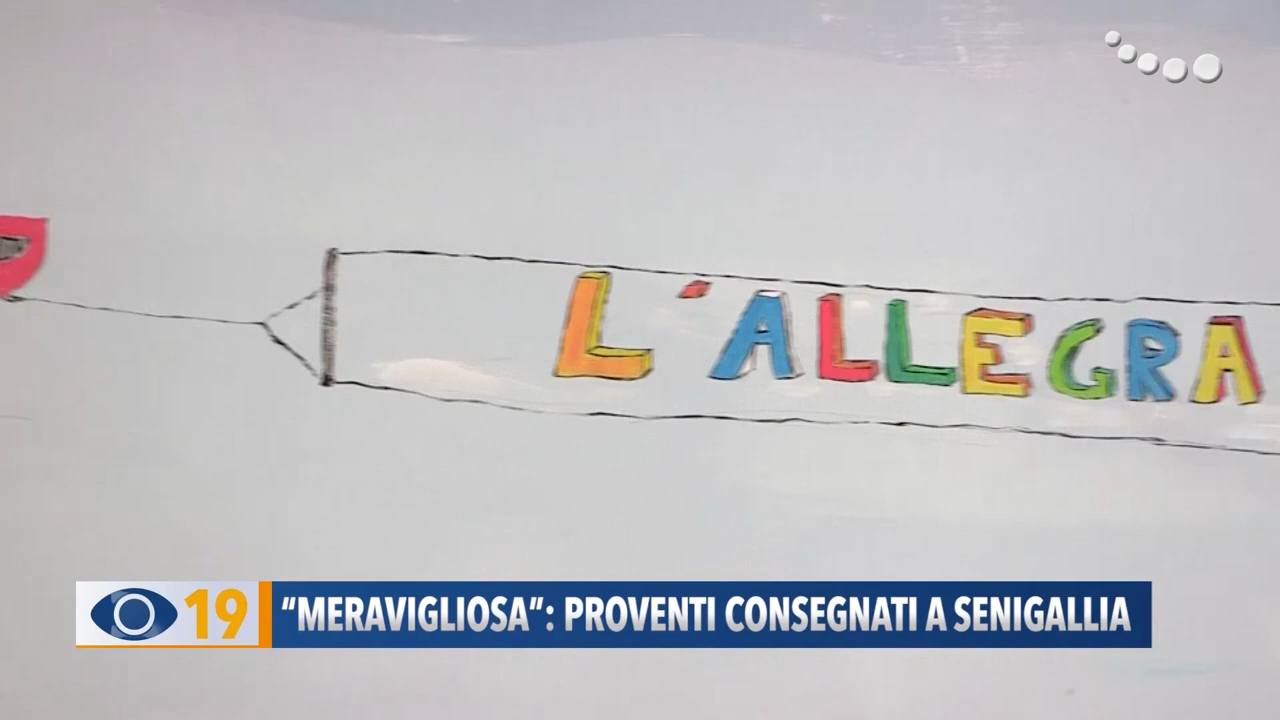 L'ALLEGRA
19
“MERAVIGLIOSA”: PROVENTI CONSEGNATI A SENIGALLIA